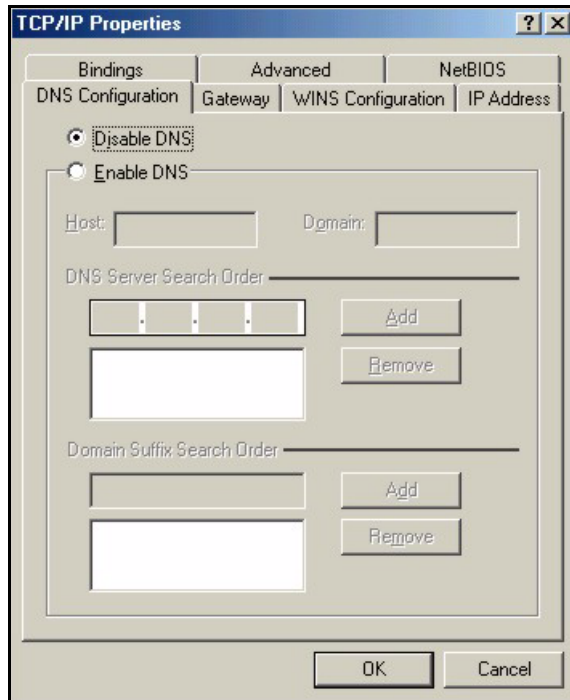 TCP/IP Properties
Bindings Advanced NetBIOS
DNS Configuration Gateway WINS Configuration IP Address
Disable DNS
Enable DNS
Host: Domain:
DNS Server Search Order
. . .
Add
Remove
Domain Suffix Search Order
Add
Remove
OK Cancel